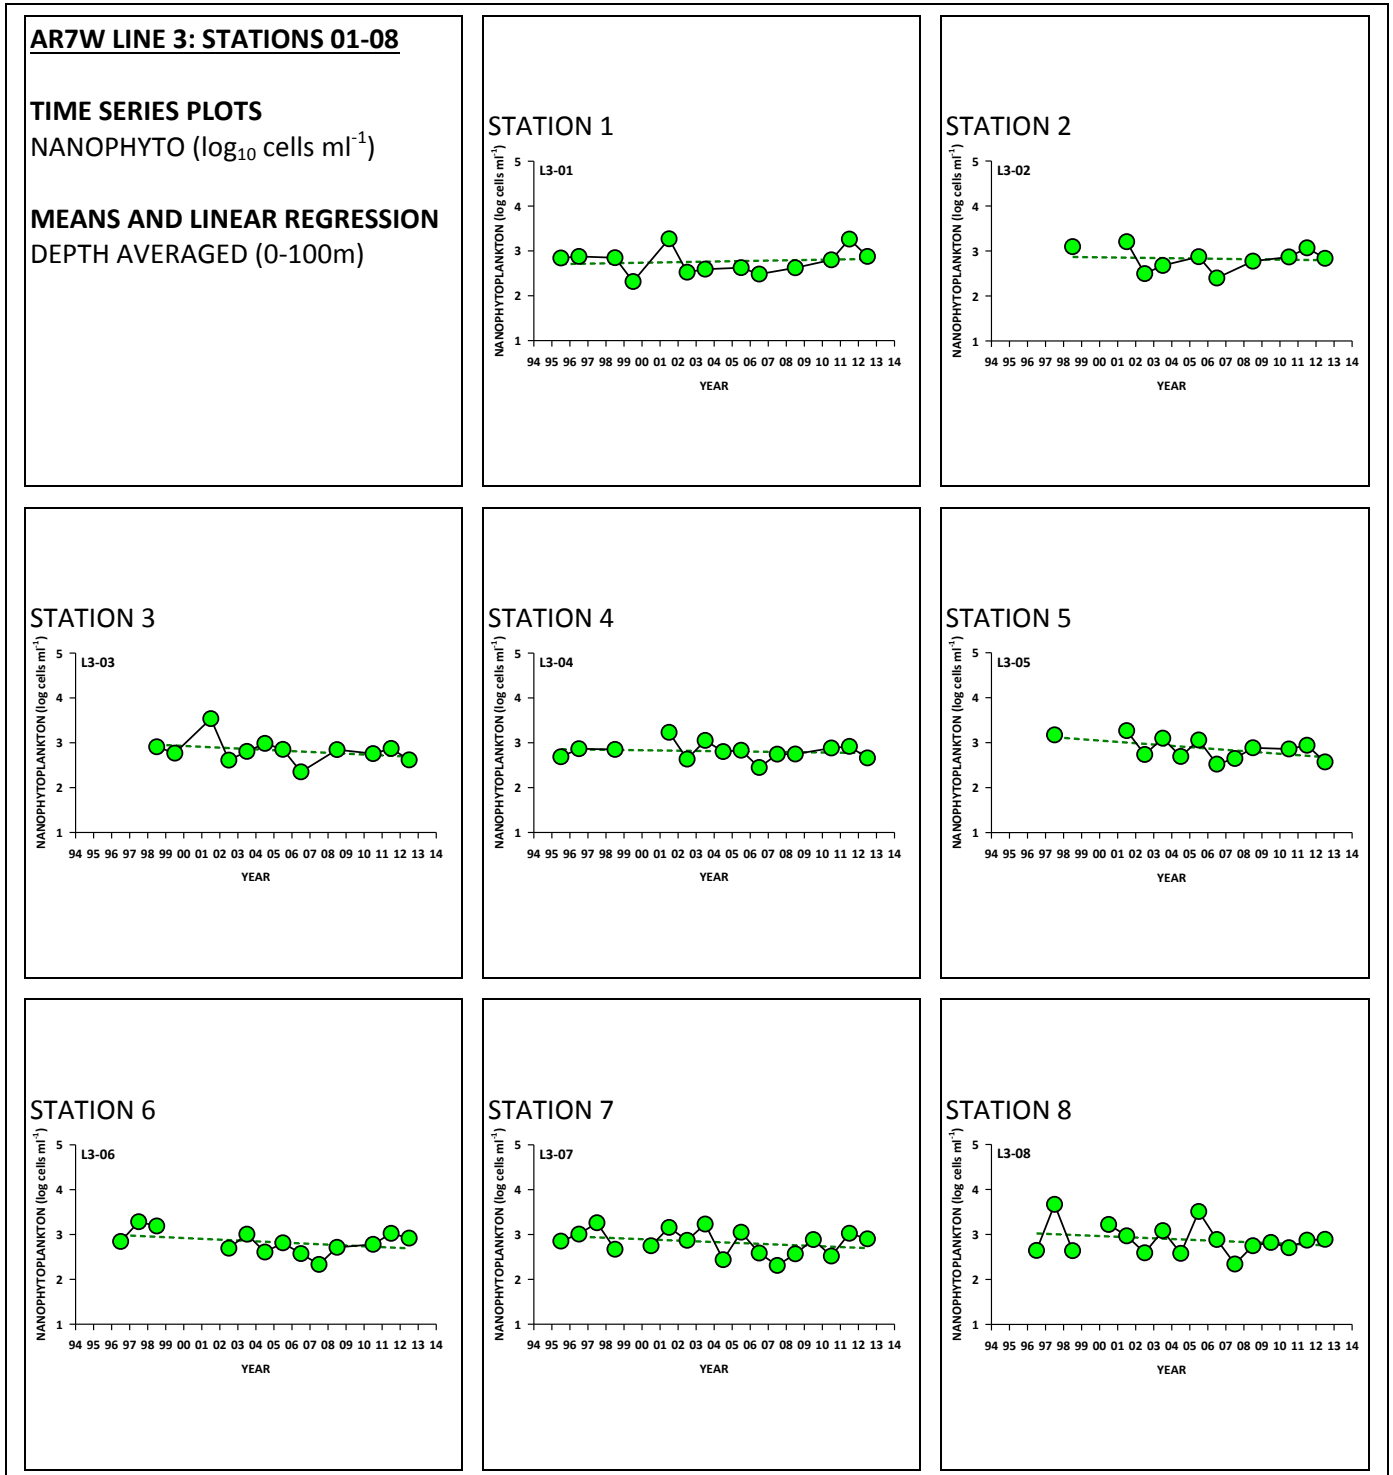 AR7W LINE 3: STATIONS 01-08
TIME SERIES PLOTS
NANOPHYTO (log₁₀ cells ml⁻¹)
MEANS AND LINEAR REGRESSION
DEPTH AVERAGED (0-100m)
STATION 1
NANOPHYTOPLANKTON (log cells ml⁻¹)
L3-01
5
4
3
2
1
94 95 96 97 98 99 00 01 02 03 04 05 06 07 08 09 10 11 12 13 14
YEAR
STATION 2
NANOPHYTOPLANKTON (log cells ml⁻¹)
L3-02
5
4
3
2
1
94 95 96 97 98 99 00 01 02 03 04 05 06 07 08 09 10 11 12 13 14
YEAR
STATION 3
NANOPHYTOPLANKTON (log cells ml⁻¹)
L3-03
5
4
3
2
1
94 95 96 97 98 99 00 01 02 03 04 05 06 07 08 09 10 11 12 13 14
YEAR
STATION 4
NANOPHYTOPLANKTON (log cells ml⁻¹)
L3-04
5
4
3
2
1
94 95 96 97 98 99 00 01 02 03 04 05 06 07 08 09 10 11 12 13 14
YEAR
STATION 5
NANOPHYTOPLANKTON (log cells ml⁻¹)
L3-05
5
4
3
2
1
94 95 96 97 98 99 00 01 02 03 04 05 06 07 08 09 10 11 12 13 14
YEAR
STATION 6
NANOPHYTOPLANKTON (log cells ml⁻¹)
L3-06
5
4
3
2
1
94 95 96 97 98 99 00 01 02 03 04 05 06 07 08 09 10 11 12 13 14
YEAR
STATION 7
NANOPHYTOPLANKTON (log cells ml⁻¹)
L3-07
5
4
3
2
1
94 95 96 97 98 99 00 01 02 03 04 05 06 07 08 09 10 11 12 13 14
YEAR
STATION 8
NANOPHYTOPLANKTON (log cells ml⁻¹)
L3-08
5
4
3
2
1
94 95 96 97 98 99 00 01 02 03 04 05 06 07 08 09 10 11 12 13 14
YEAR